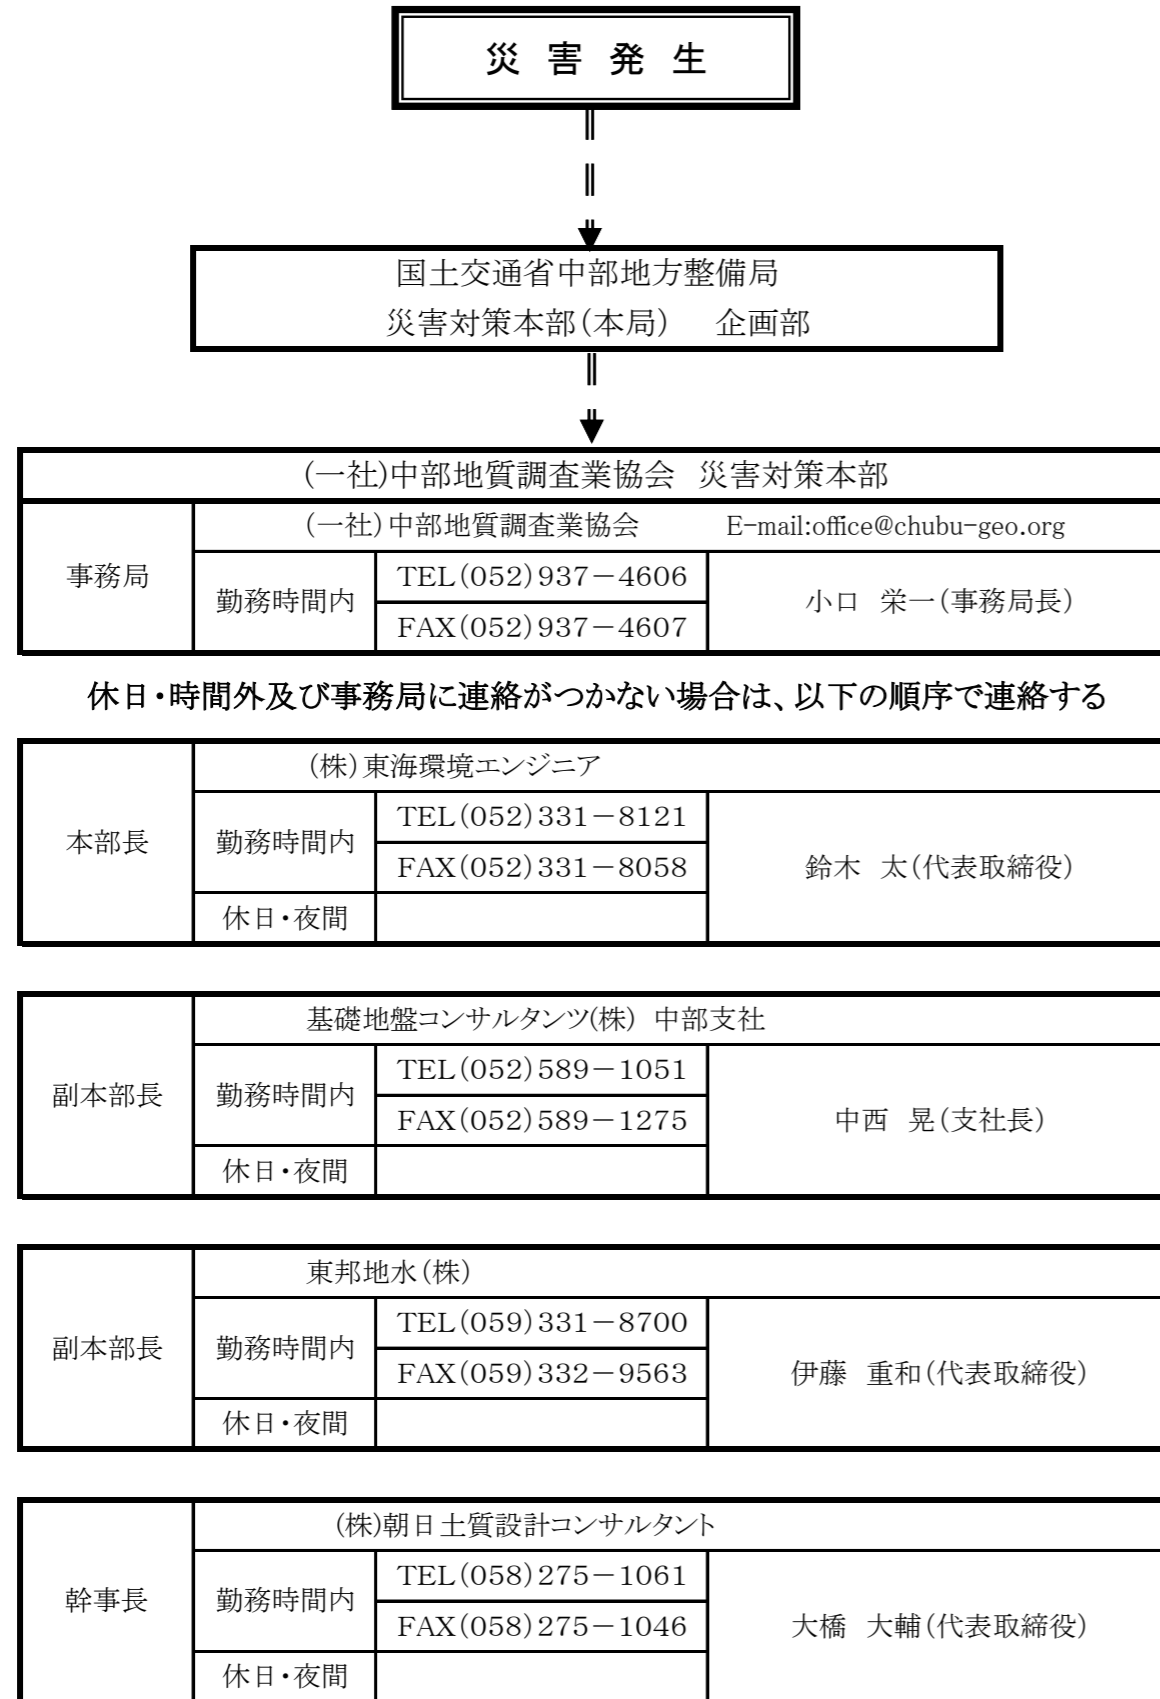 災害発生
国土交通省中部地方整備局
災害対策本部(本局)　企画部
(一社)中部地質調査業協会　災害対策本部
事務局
(一社)中部地質調査業協会　E-mail:office@chubu-geo.org
勤務時間内
TEL(052)937－4606
FAX(052)937－4607
小口　栄一(事務局長)
休日・時間外及び事務局に連絡がつかない場合は、以下の順序で連絡する
本部長
(株)東海環境エンジニア
勤務時間内
TEL(052)331－8121
FAX(052)331－8058
鈴木　太(代表取締役)
休日・夜間
副本部長
基礎地盤コンサルタンツ(株)　中部支社
勤務時間内
TEL(052)589－1051
FAX(052)589－1275
中西　晃(支社長)
休日・夜間
副本部長
東邦地水(株)
勤務時間内
TEL(059)331－8700
FAX(059)332－9563
伊藤　重和(代表取締役)
休日・夜間
幹事長
(株)朝日土質設計コンサルタント
勤務時間内
TEL(058)275－1061
FAX(058)275－1046
大橋　大輔(代表取締役)
休日・夜間